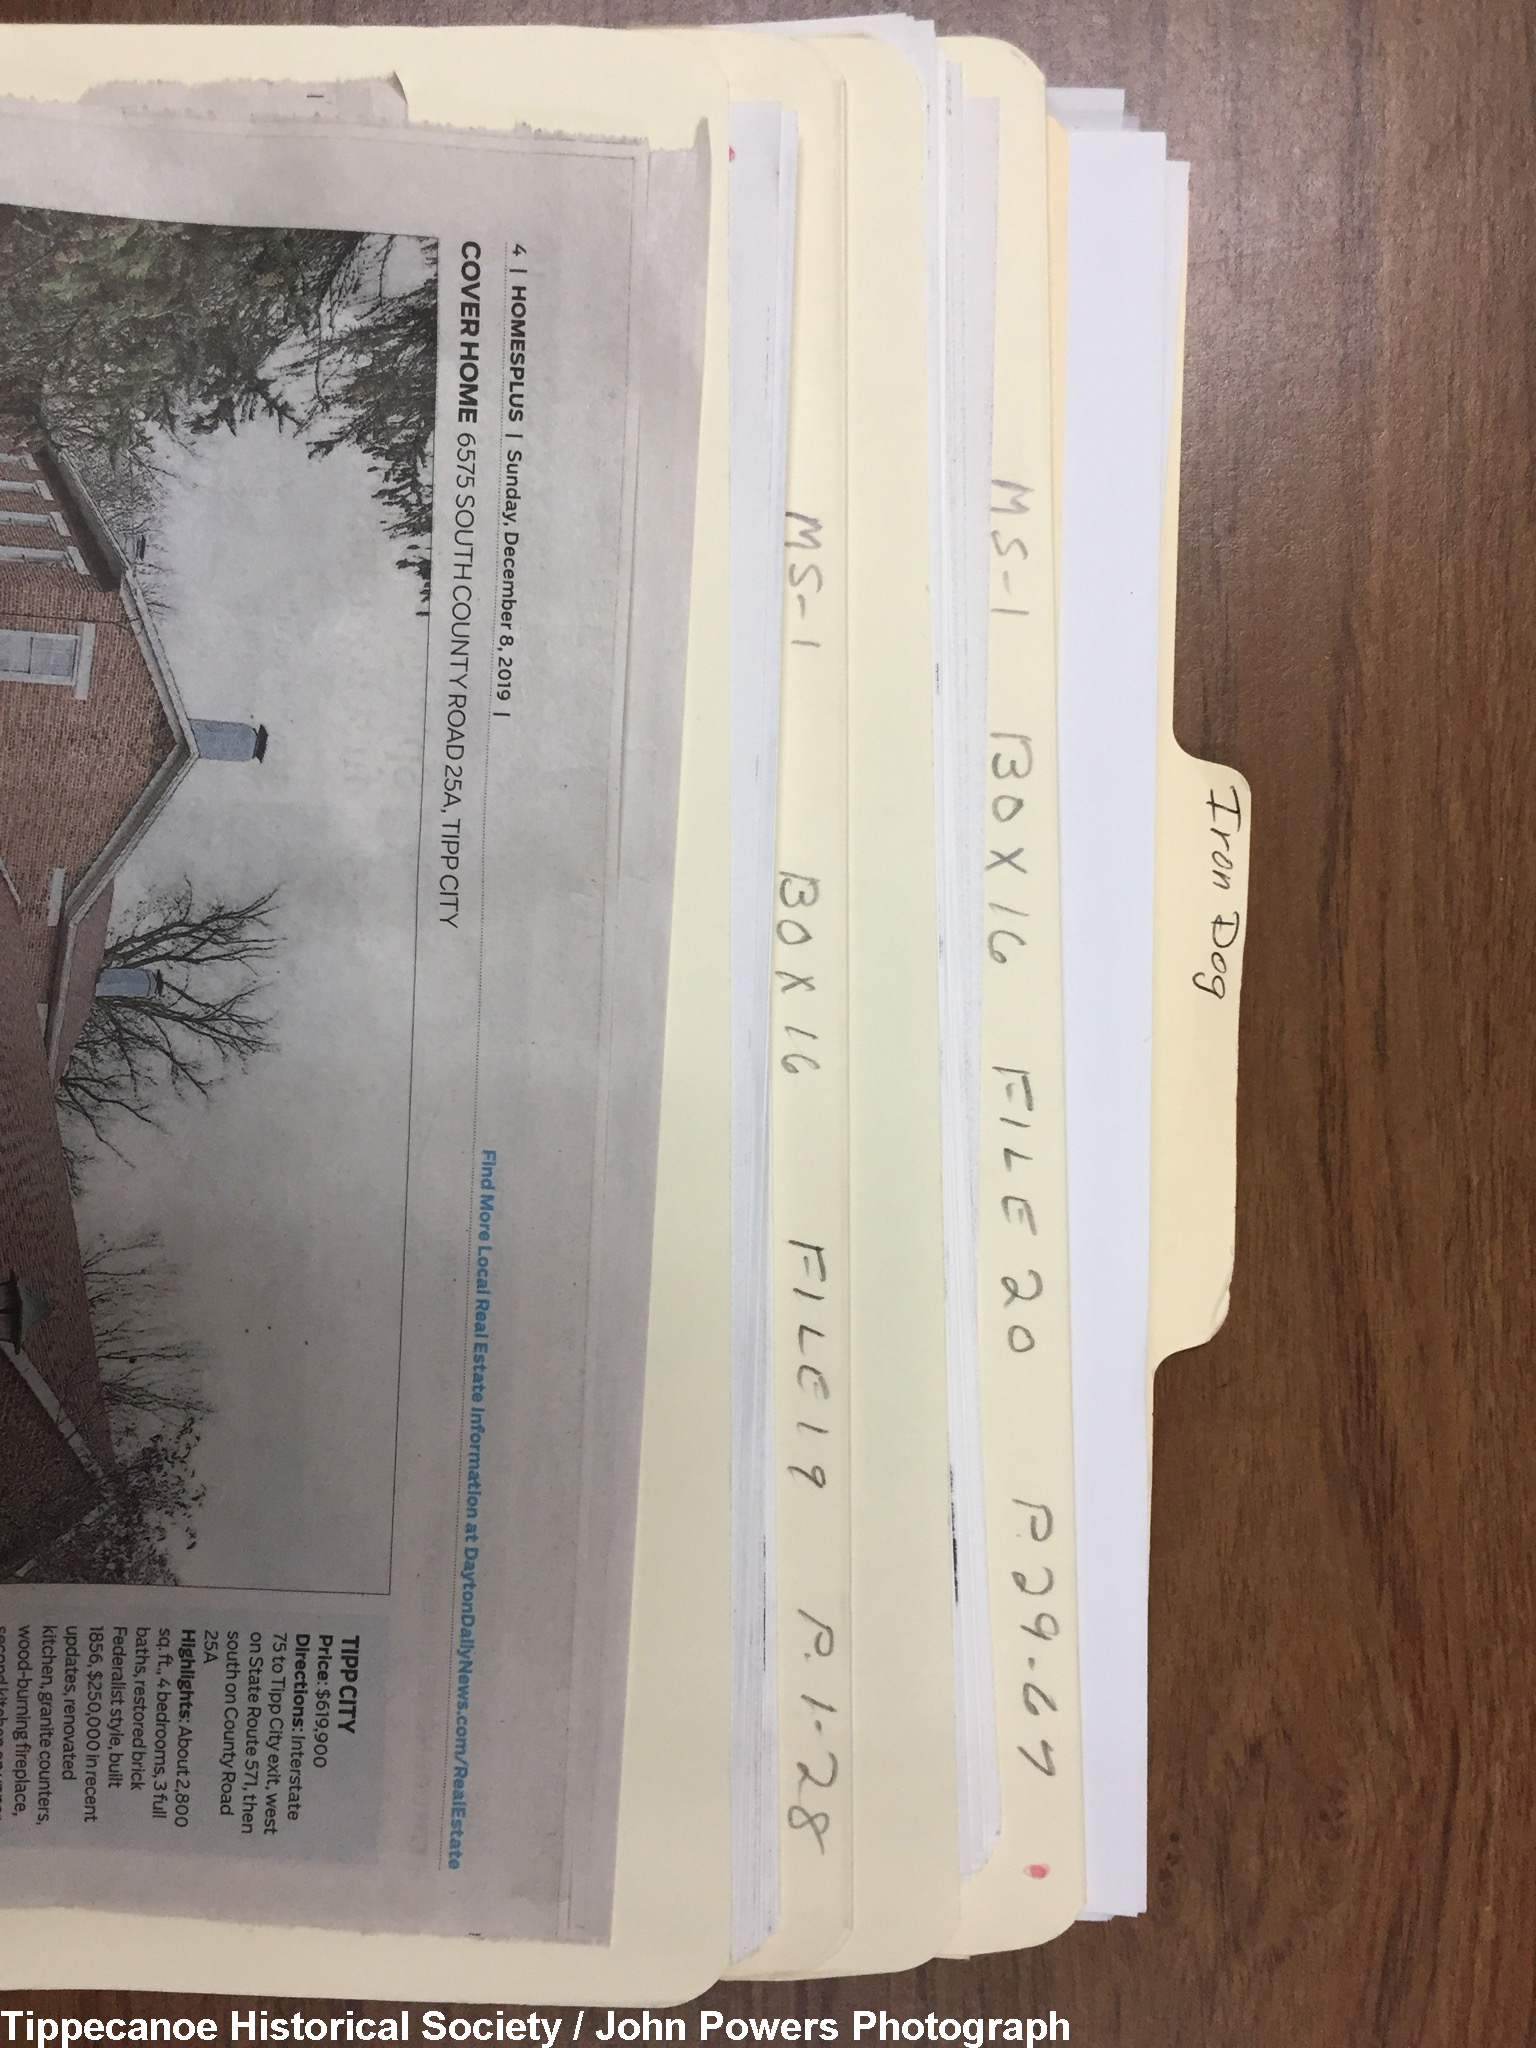 Iron Dog
MS-1 BOX 16 FILE 20 P. 29-67
MS-1 BOX 16 FILE 19 P. 1-28
4 | HOMESPLUS | Sunday, December 8, 2019 |
COVER HOME 6575 SOUTH COUNTY ROAD 25A, TIPP CITY
Find More Local Real Estate Information at DaytonDailyNews.com/RealEstate
TIPP CITY
Price: $619,900
Directions: Interstate
75 to Tipp City exit, west
on State Route 571, then
south on County Road
25A
Highlights: About 2,800
sq. ft., 4 bedrooms, 3 full
baths, restored brick
Federalist style, built
1856, $250,000 in recent
updates, renovated
kitchen, granite counters,
wood-burning fireplace,
Tippecanoe Historical Society / John Powers Photograph